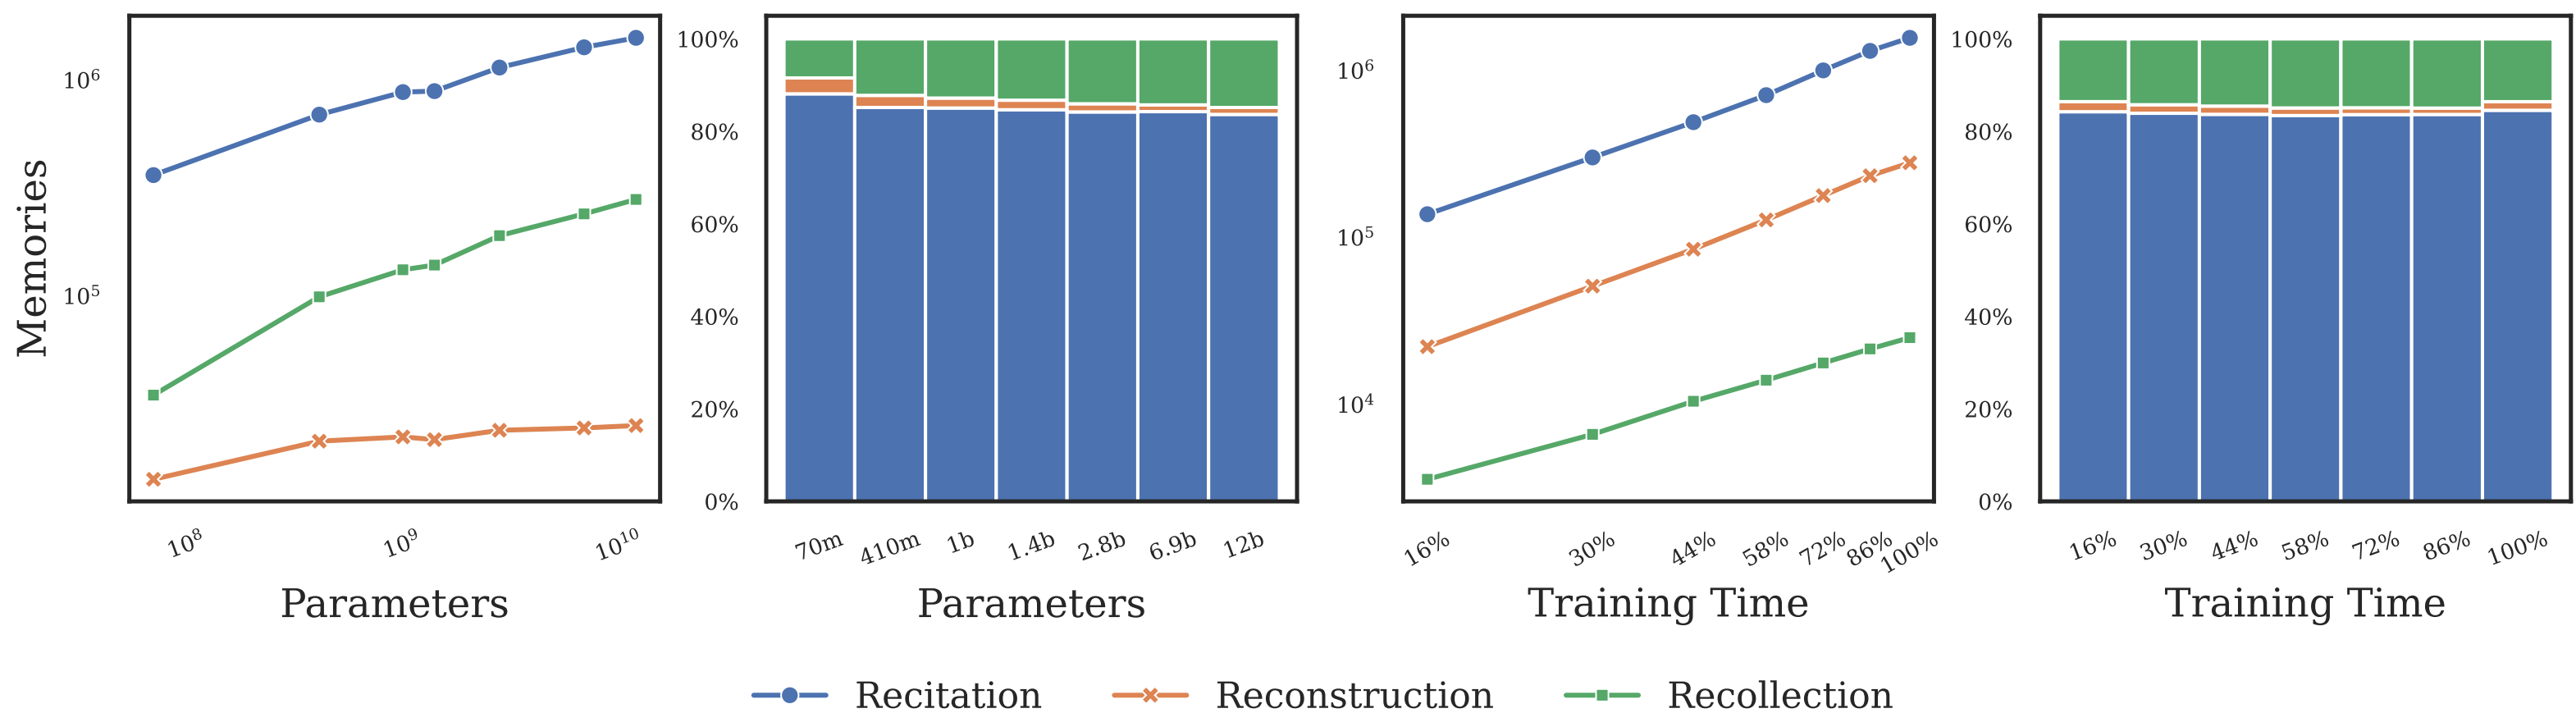 Memories
10⁶
10⁵
10⁸ 10⁹ 10¹⁰
Parameters
100%
80%
60%
40%
20%
0%
70m 410m 1b 1.4b 2.8b 6.9b 12b
Parameters
10⁶
10⁵
10⁴
16% 30% 44% 58% 72% 86% 100%
Training Time
100%
80%
60%
40%
20%
0%
16% 30% 44% 58% 72% 86% 100%
Training Time
Recitation Reconstruction Recollection